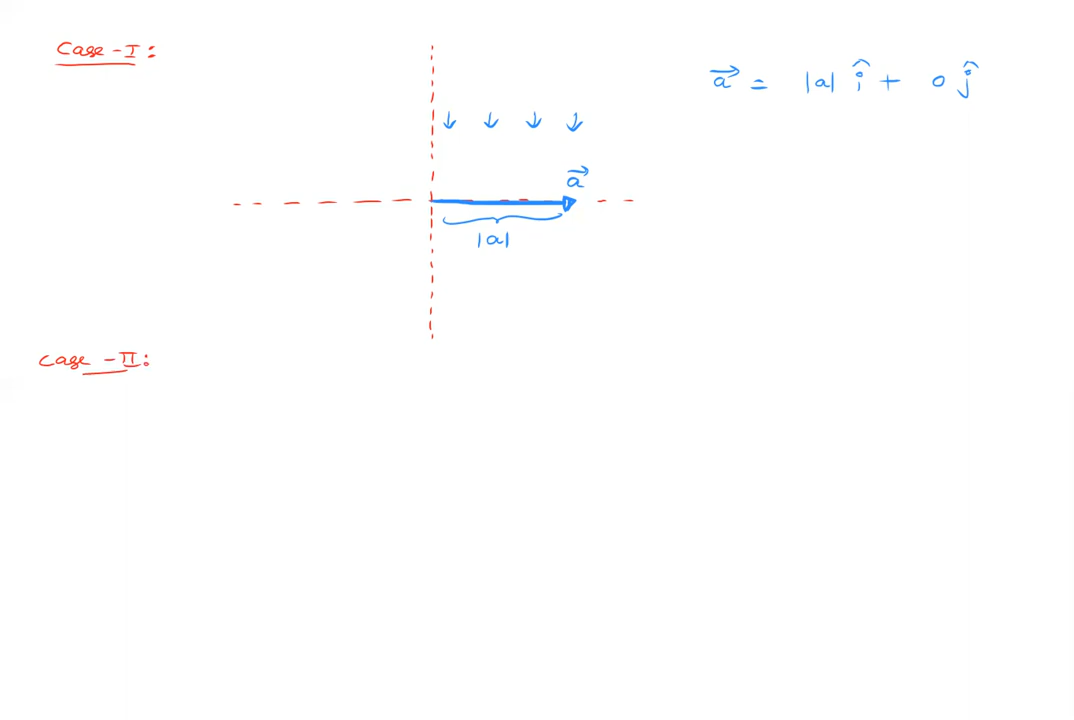 Case - I :
a⃗ = |a| î + 0 ĵ
a⃗
|a|
Case - II :